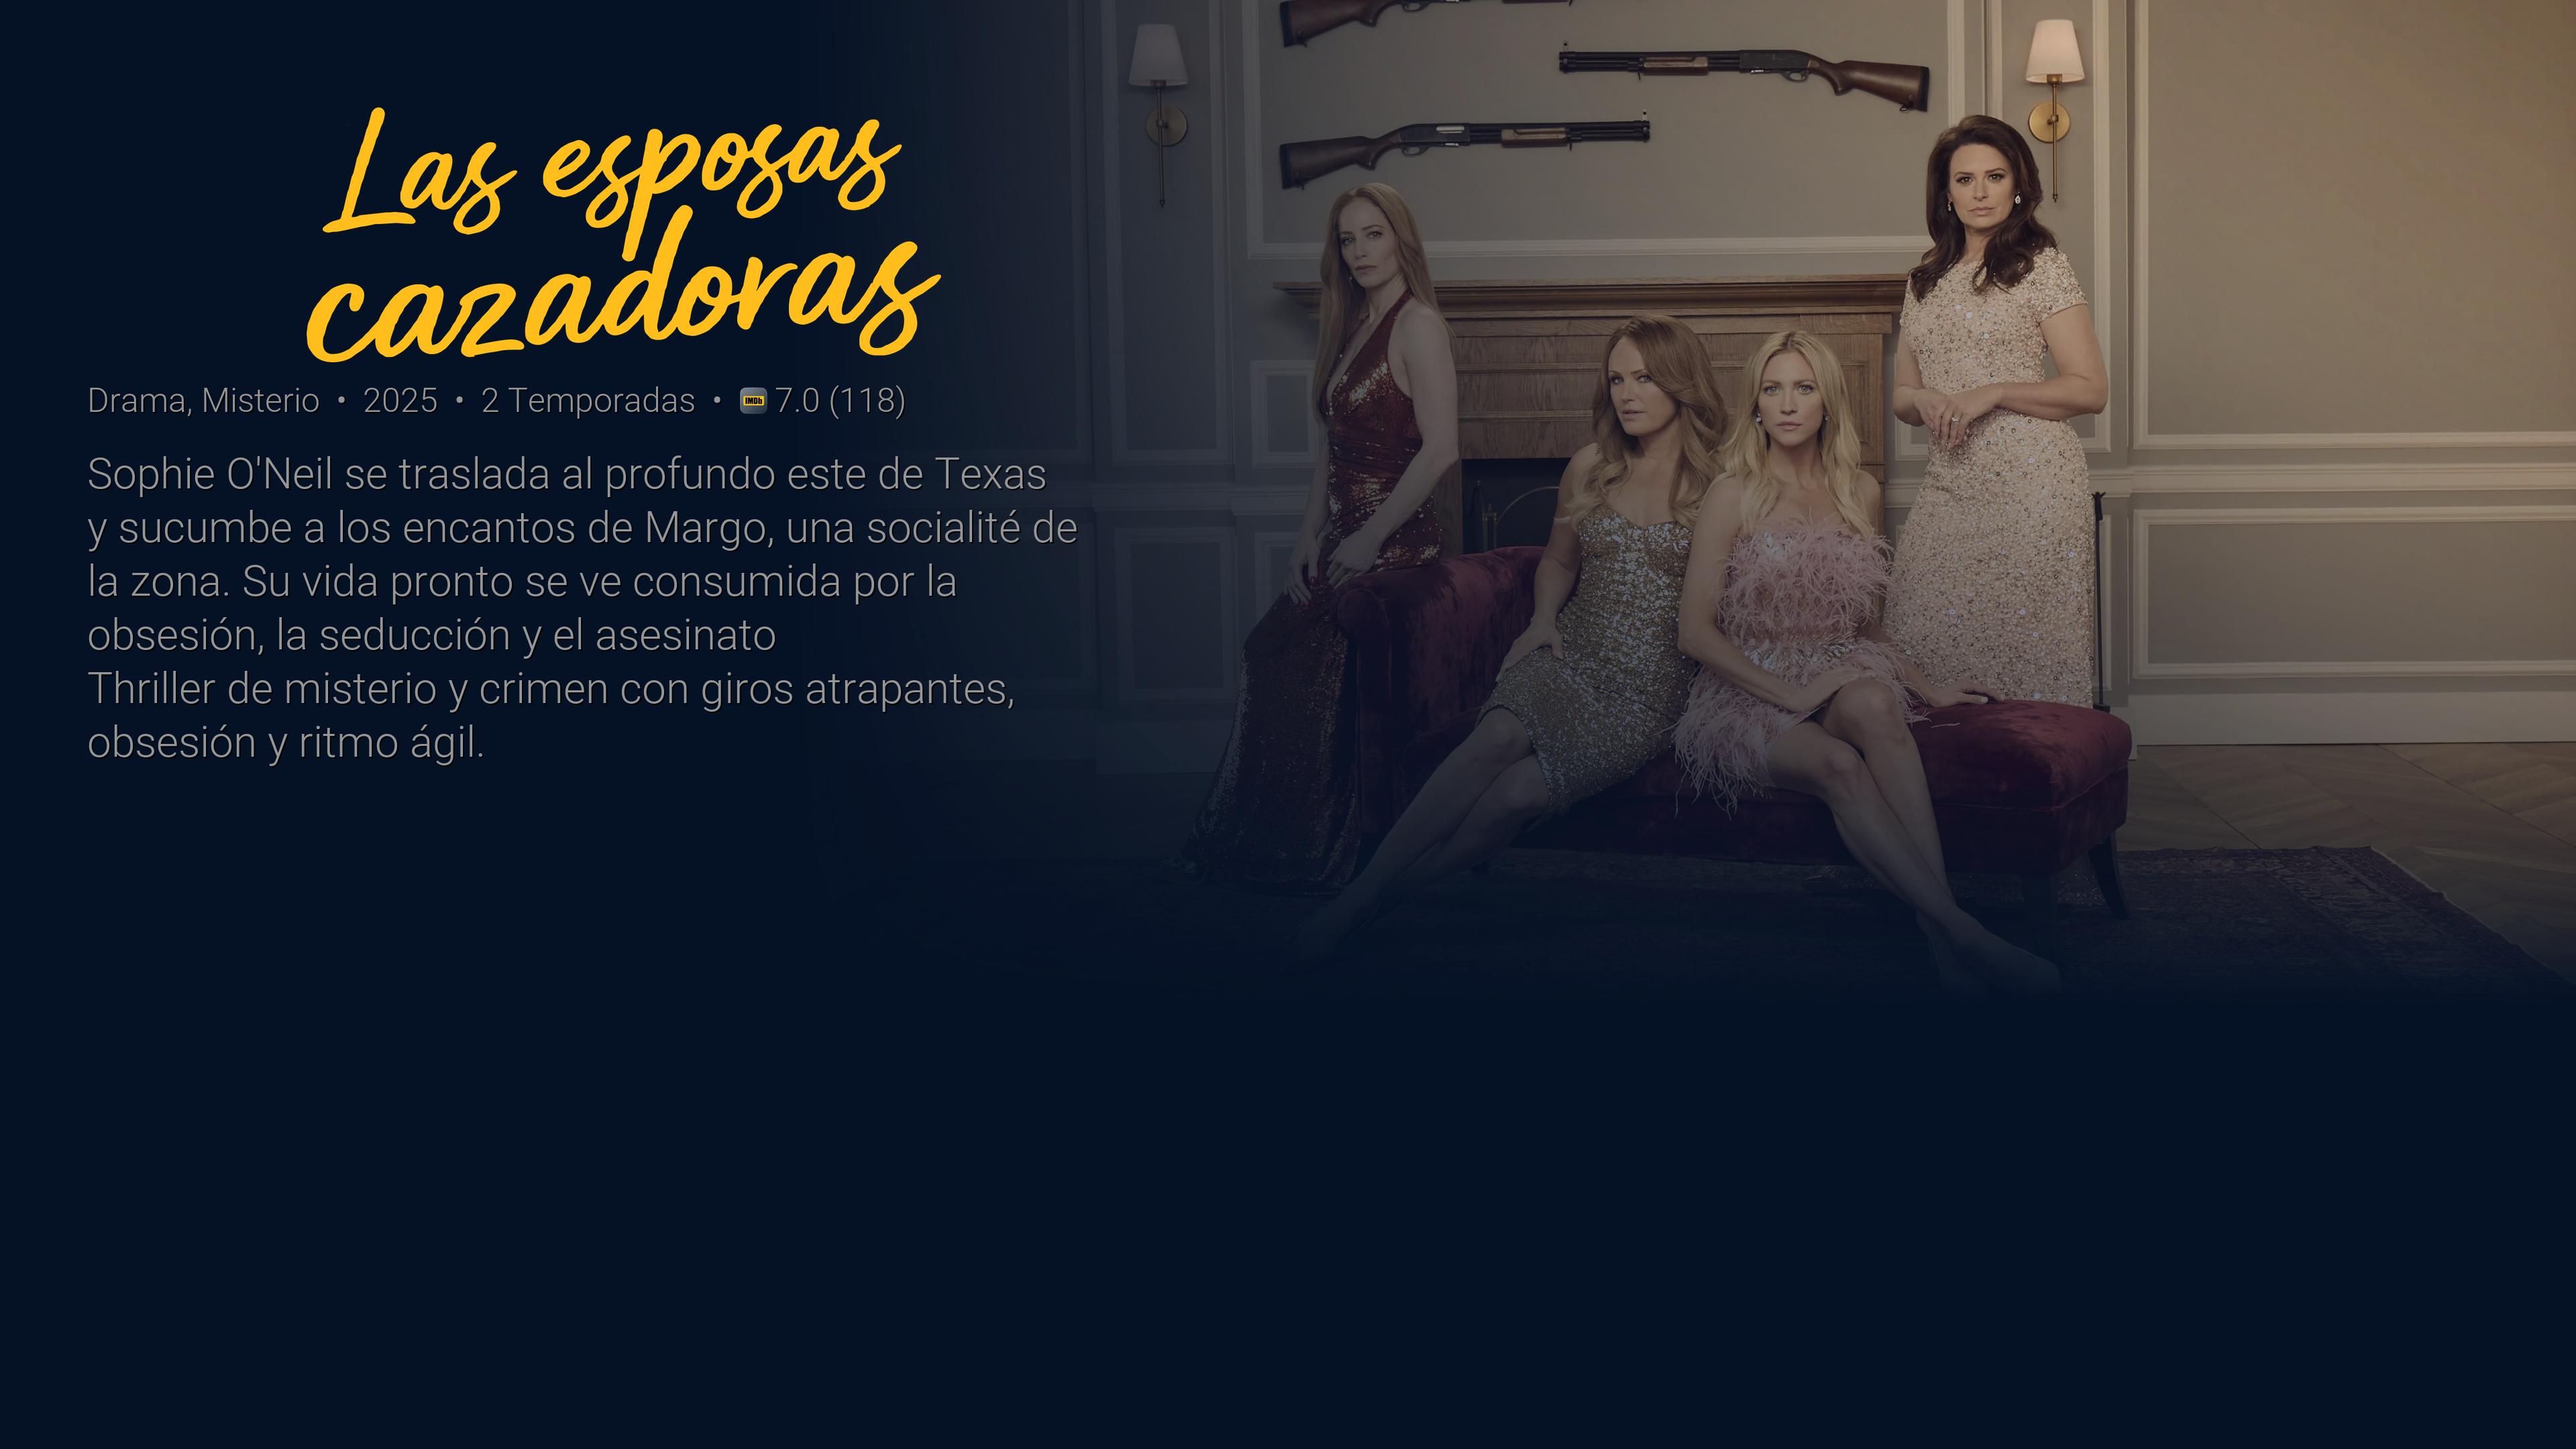 Las esposas
cazadoras
Drama, Misterio • 2025 • 2 Temporadas • IMDb 7.0 (118)
Sophie O'Neil se traslada al profundo este de Texas
y sucumbe a los encantos de Margo, una socialité de
la zona. Su vida pronto se ve consumida por la
obsesión, la seducción y el asesinato
Thriller de misterio y crimen con giros atrapantes,
obsesión y ritmo ágil.